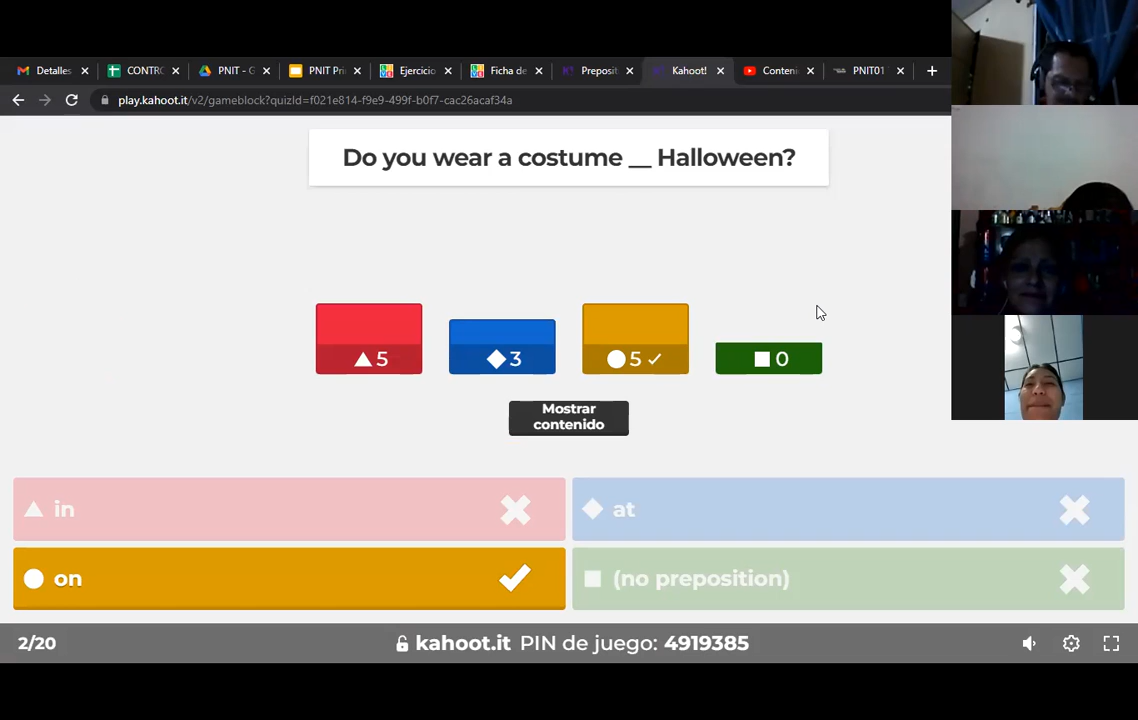 Detalles
CONTRO
PNIT - G
PNIT Pri
Ejercicio
Ficha de
Preposit
Kahoot!
Conteni
PNIT01
play.kahoot.it/v2/gameblock?quizId=f021e814-f9e9-499f-b0f7-cac26acaf34a
Do you wear a costume __ Halloween?
5
3
5
0
Mostrar
contenido
in
at
on
(no preposition)
2/20
kahoot.it PIN de juego: 4919385